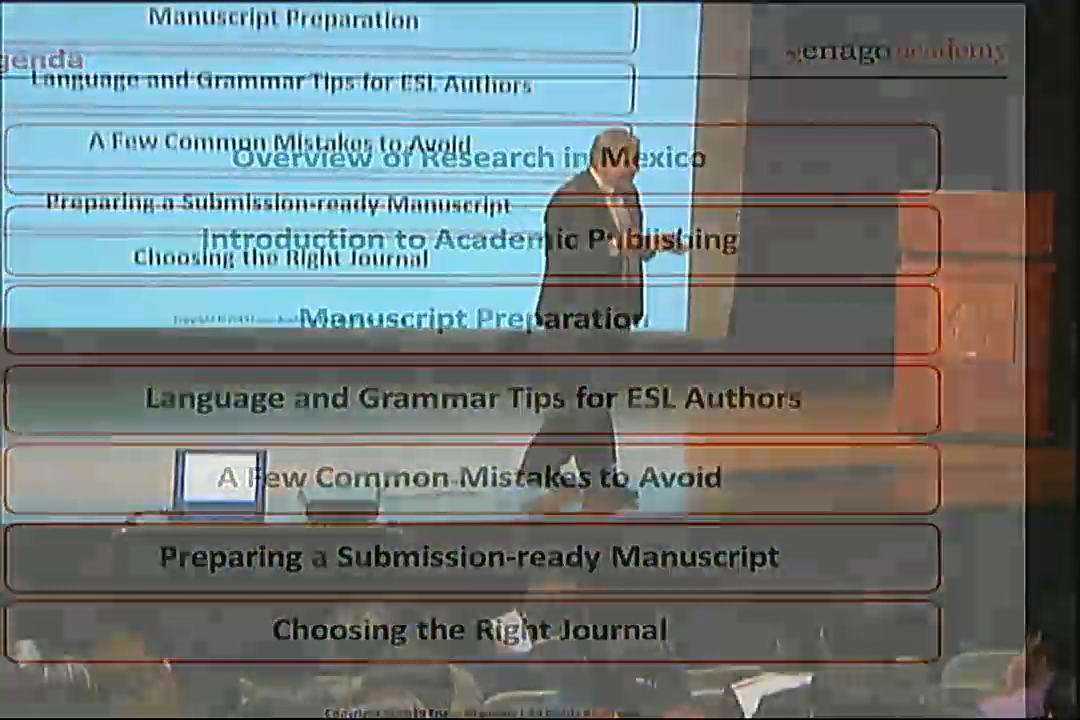 Manuscript Preparation
genda
enago academy
Language and Grammar Tips for ESL Authors
A Few Common Mistakes to Avoid
Overview of Research in Mexico
Preparing a Submission-ready Manuscript
Introduction to Academic Publishing
Choosing the Right Journal
Manuscript Preparation
Language and Grammar Tips for ESL Authors
A Few Common Mistakes to Avoid
Preparing a Submission-ready Manuscript
Choosing the Right Journal